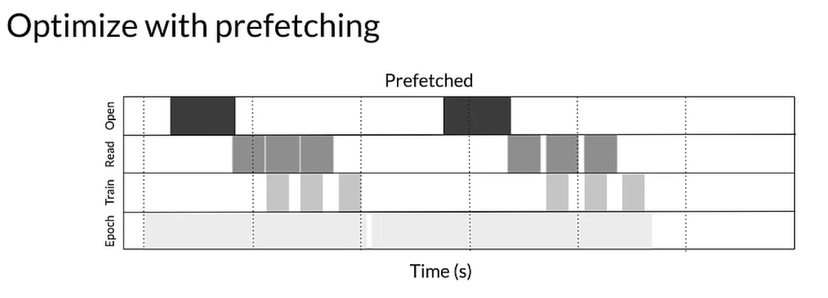 Optimize with prefetching
Prefetched
Open
Read
Train
Epoch
Time (s)